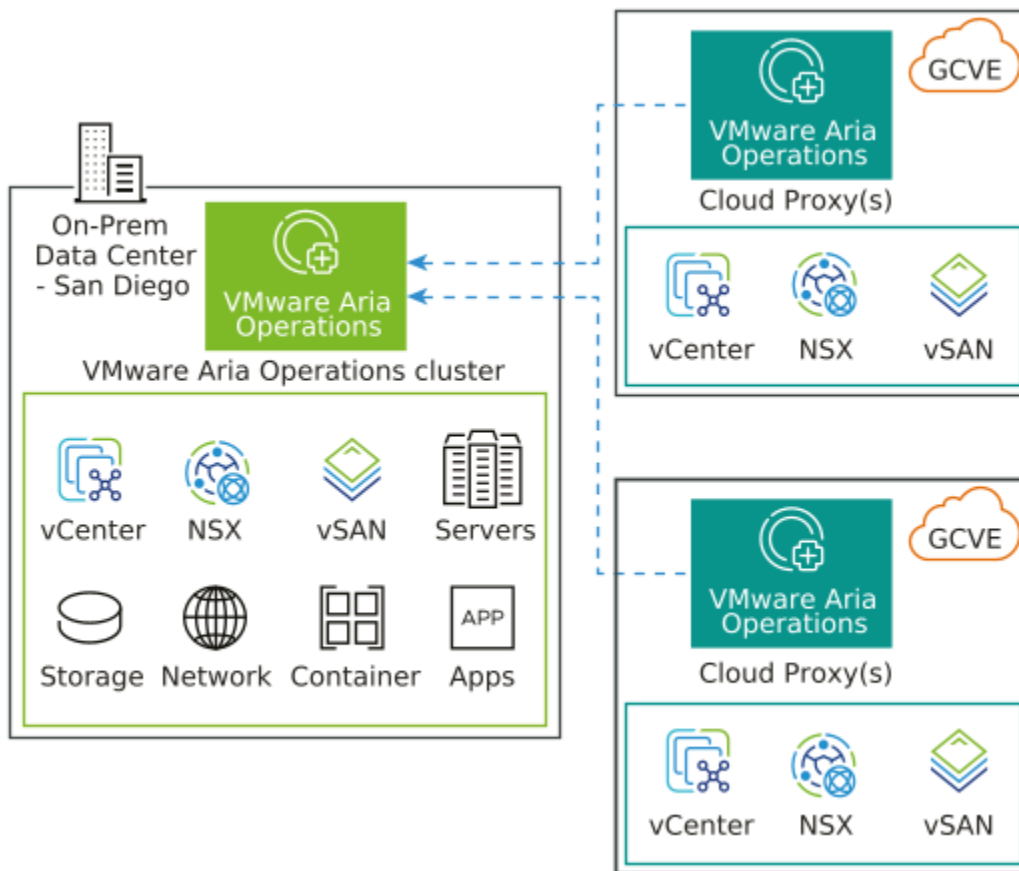 On-Prem
Data Center
- San Diego
VMware Aria
Operations
VMware Aria Operations cluster
vCenter NSX vSAN Servers
Storage Network Container APP Apps
VMware Aria
Operations
GCVE
Cloud Proxy(s)
vCenter NSX vSAN
VMware Aria
Operations
GCVE
Cloud Proxy(s)
vCenter NSX vSAN